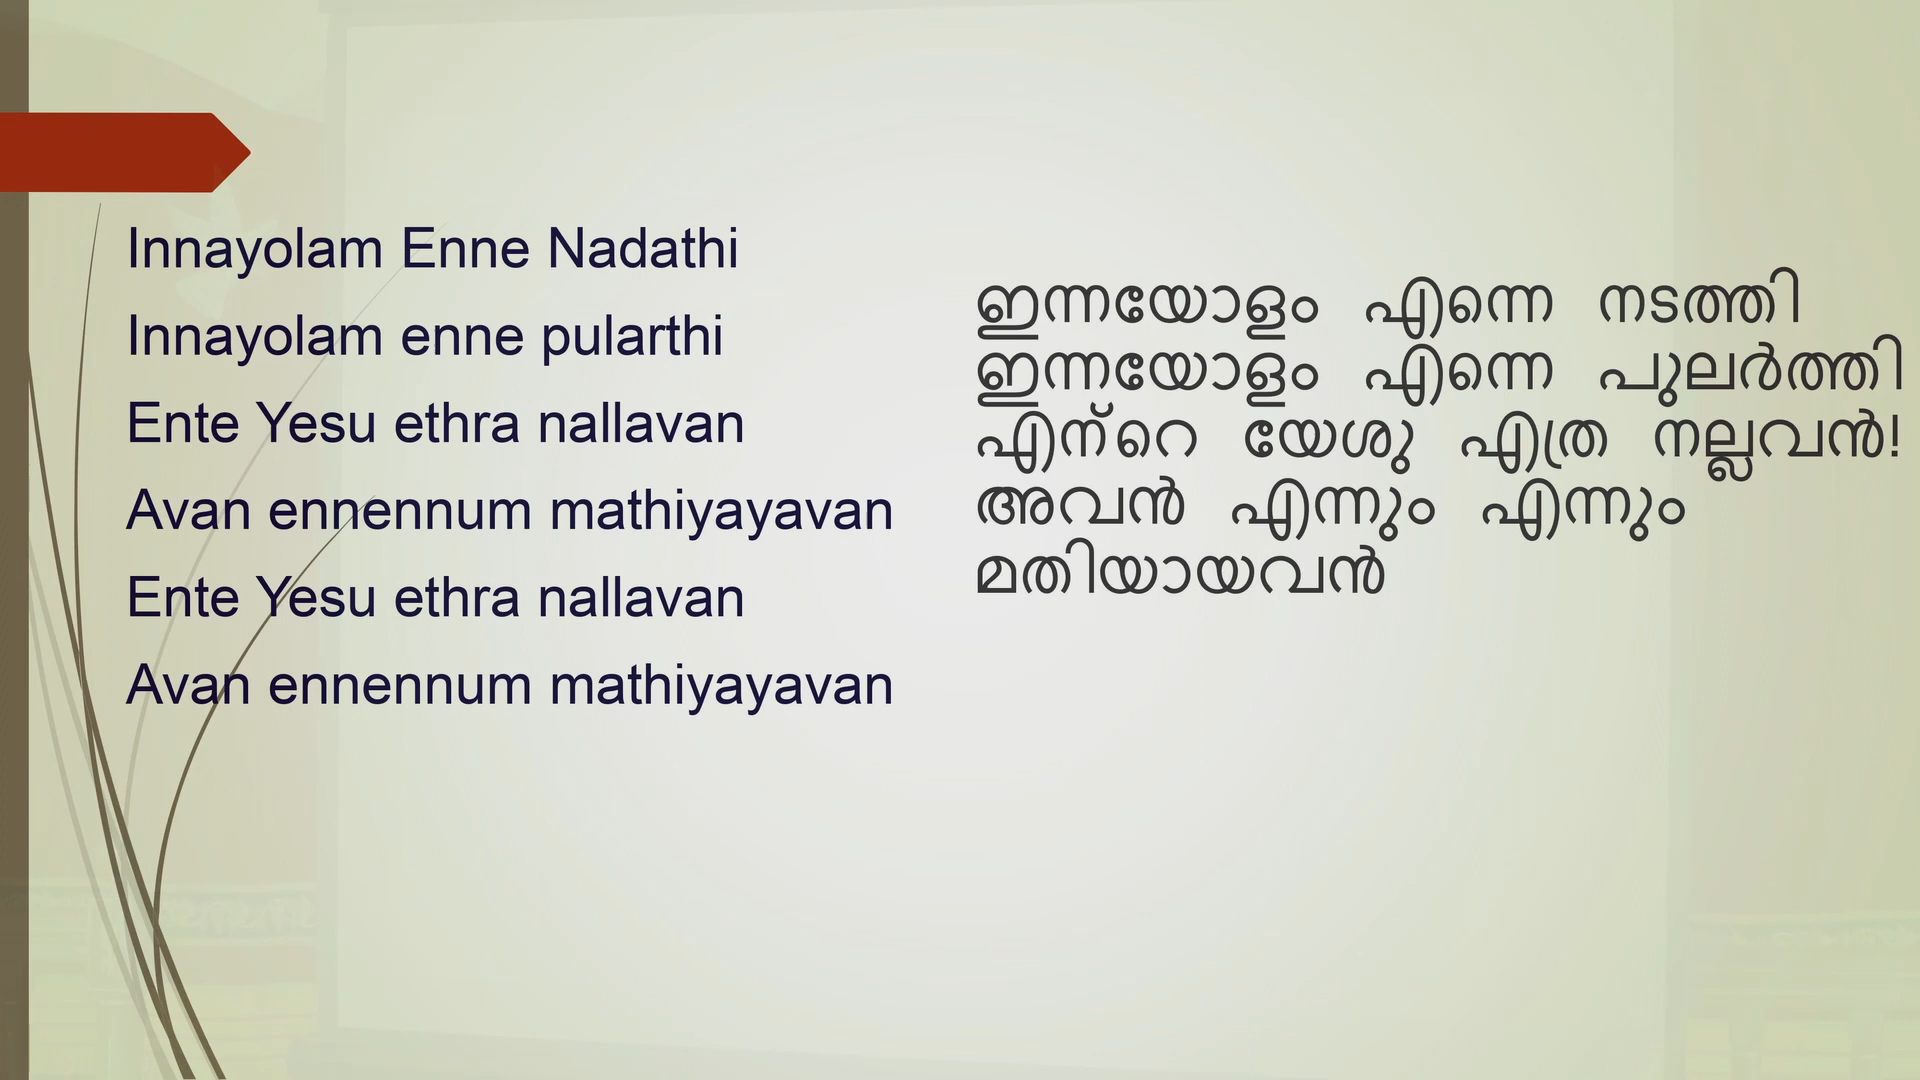 Innayolam Enne Nadathi
Innayolam enne pularthi
Ente Yesu ethra nallavan
Avan ennennum mathiyayavan
Ente Yesu ethra nallavan
Avan ennennum mathiyayavan
ഇന്നയോളം എന്നെ നടത്തി
ഇന്നയോളം എന്നെ പുലർത്തി
എന്റെ യേശു എത്ര നല്ലവൻ!
അവൻ എന്നും എന്നും
മതിയായവൻ